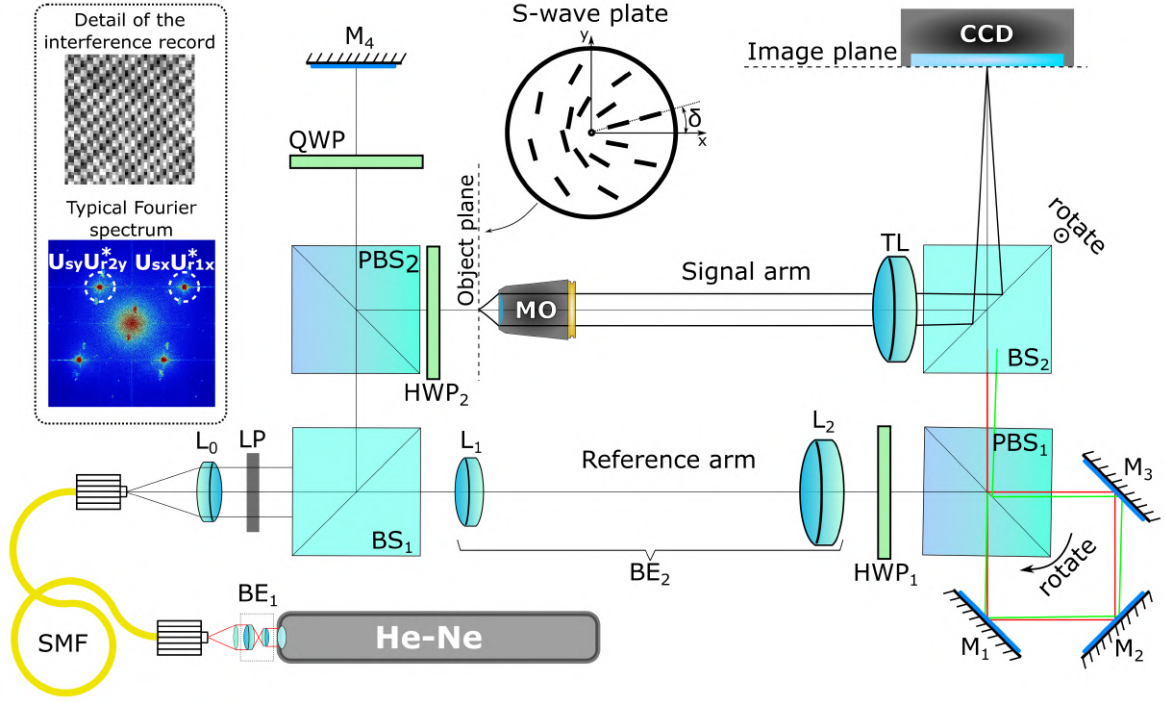 Detail of the
interference record
Typical Fourier
spectrum
UsyU*r2y UsxU*r1x
M4
QWP
PBS2
HWP2
Object plane
S-wave plate
y
δ
x
MO
Signal arm
TL
Image plane
CCD
rotate
BS2
L0
LP
BS1
L1
Reference arm
L2
BE2
HWP1
PBS1
M3
rotate
M1
M2
SMF
BE1
He-Ne